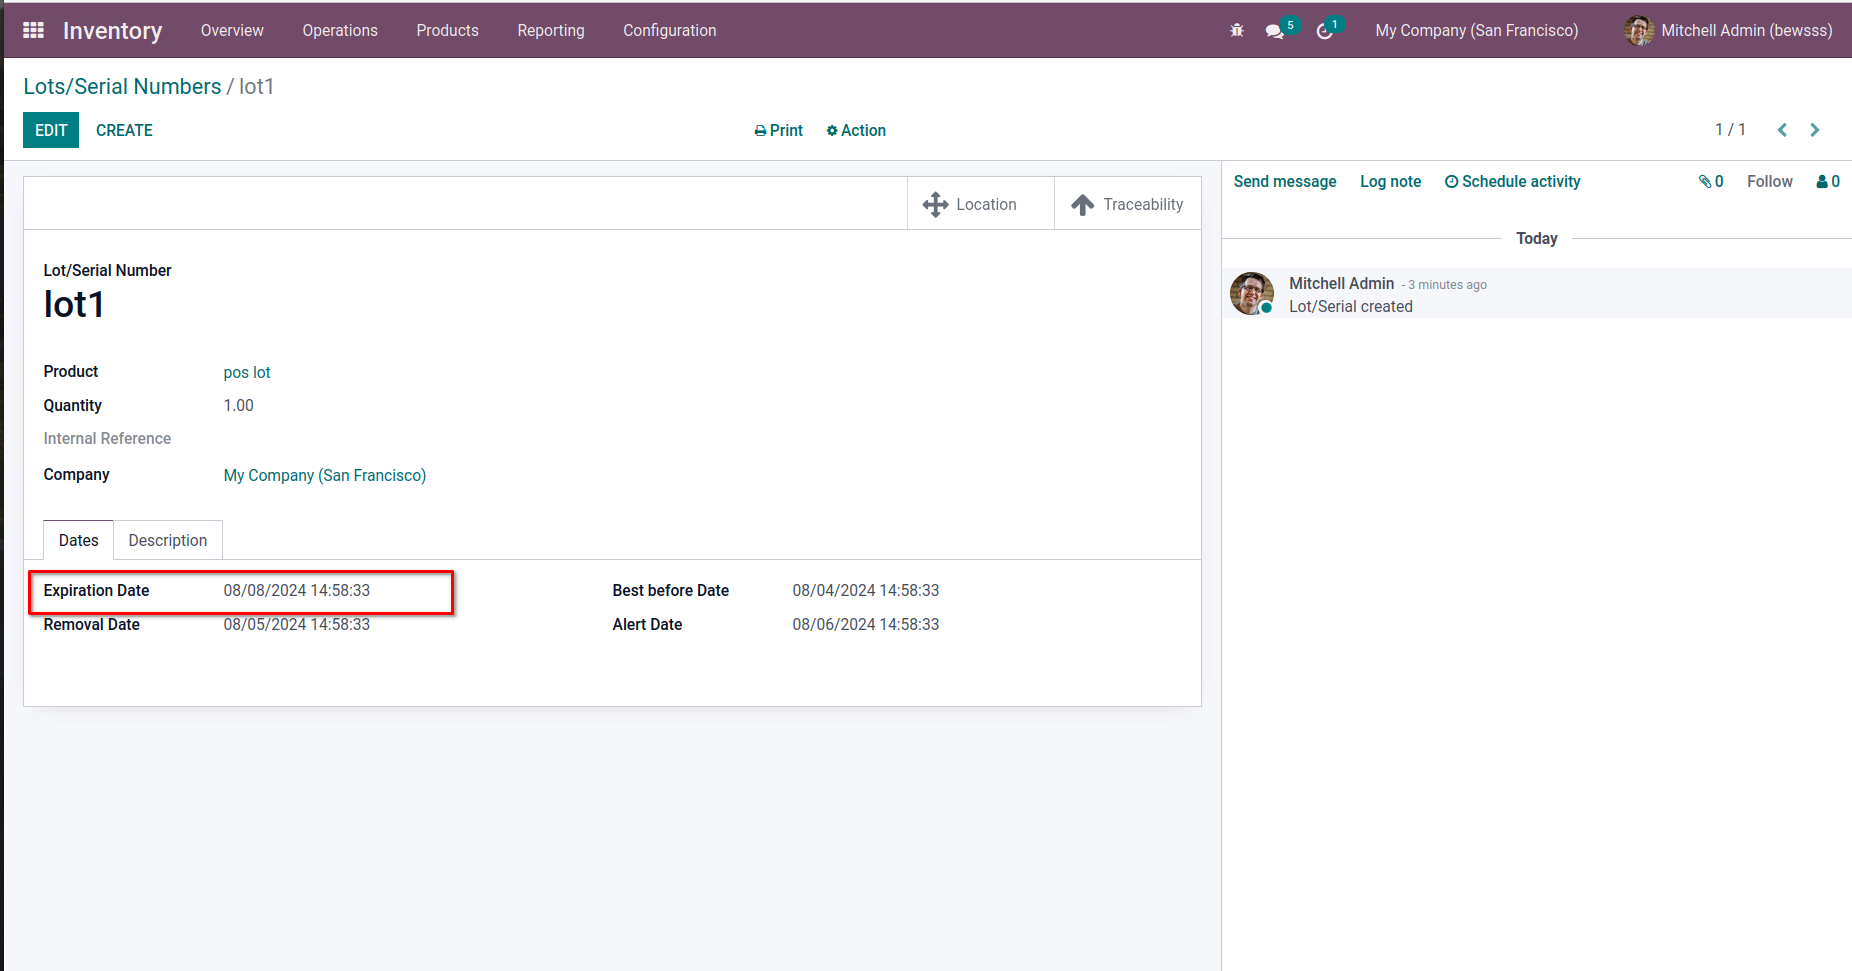 Inventory Overview Operations Products Reporting Configuration 5 1 My Company (San Francisco) Mitchell Admin (bewsss)
Lots/Serial Numbers / lot1
EDIT CREATE Print Action 1 / 1
Location Traceability
Send message Log note Schedule activity 0 Follow 0
Today
Mitchell Admin - 3 minutes ago
Lot/Serial created
Lot/Serial Number
lot1
Product pos lot
Quantity 1.00
Internal Reference
Company My Company (San Francisco)
Dates Description
Expiration Date 08/08/2024 14:58:33 Best before Date 08/04/2024 14:58:33
Removal Date 08/05/2024 14:58:33 Alert Date 08/06/2024 14:58:33